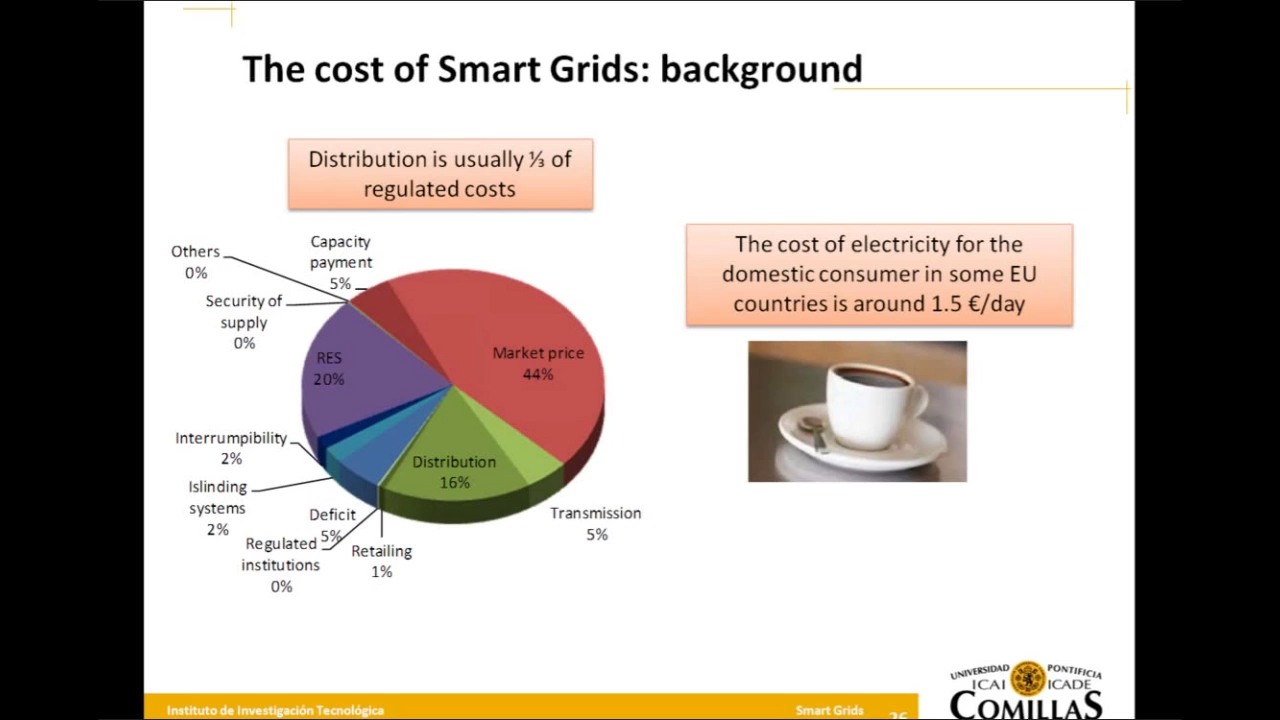 The cost of Smart Grids: background
Distribution is usually ⅓ of
regulated costs
The cost of electricity for the
domestic consumer in some EU
countries is around 1.5 €/day
Others
0%
Capacity
payment
5%
Security of
supply
0%
RES
20%
Market price
44%
Interrumpibility
2%
Islinding
systems
2%
Deficit
5%
Regulated
institutions
0%
Retailing
1%
Distribution
16%
Transmission
5%
UNIVERSIDAD PONTIFICIA
ICAI ICADE
COMILLAS
Instituto de Investigación Tecnológica
Smart Grids
26